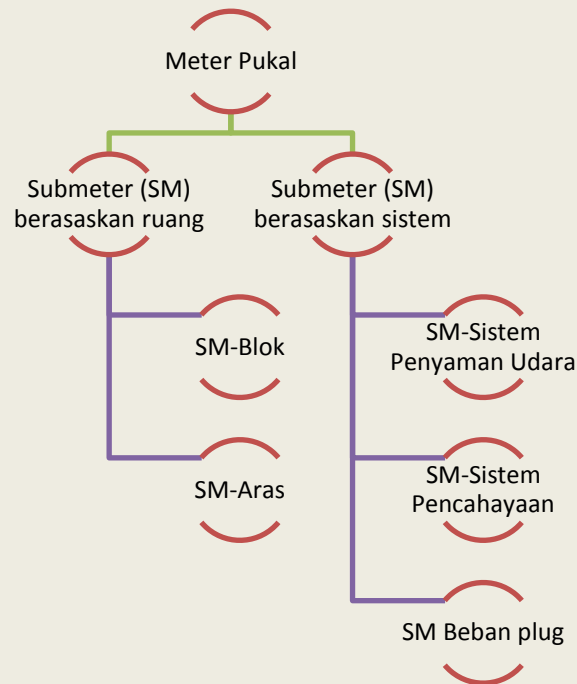 Meter Pukal
Submeter (SM)
berasaskan ruang
SM-Blok
SM-Aras
Submeter (SM)
berasaskan sistem
SM-Sistem
Penyaman Udara
SM-Sistem
Pencahayaan
SM Beban plug